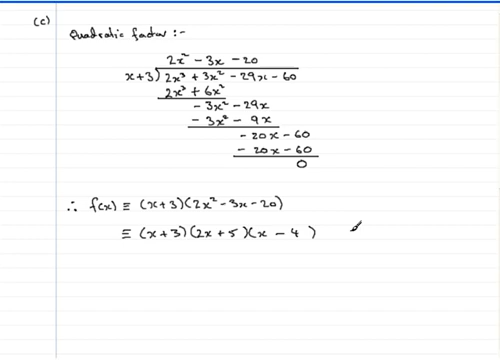 (c)
Quadratic factor :-
2x² - 3x - 20
x+3) 2x³ + 3x² - 29x - 60
2x³ + 6x²
- 3x² - 29x
- 3x² - 9x
- 20x - 60
- 20x - 60
0
∴ f(x) ≡ (x+3)(2x² - 3x - 20)
≡ (x+3)(2x+5)(x - 4)